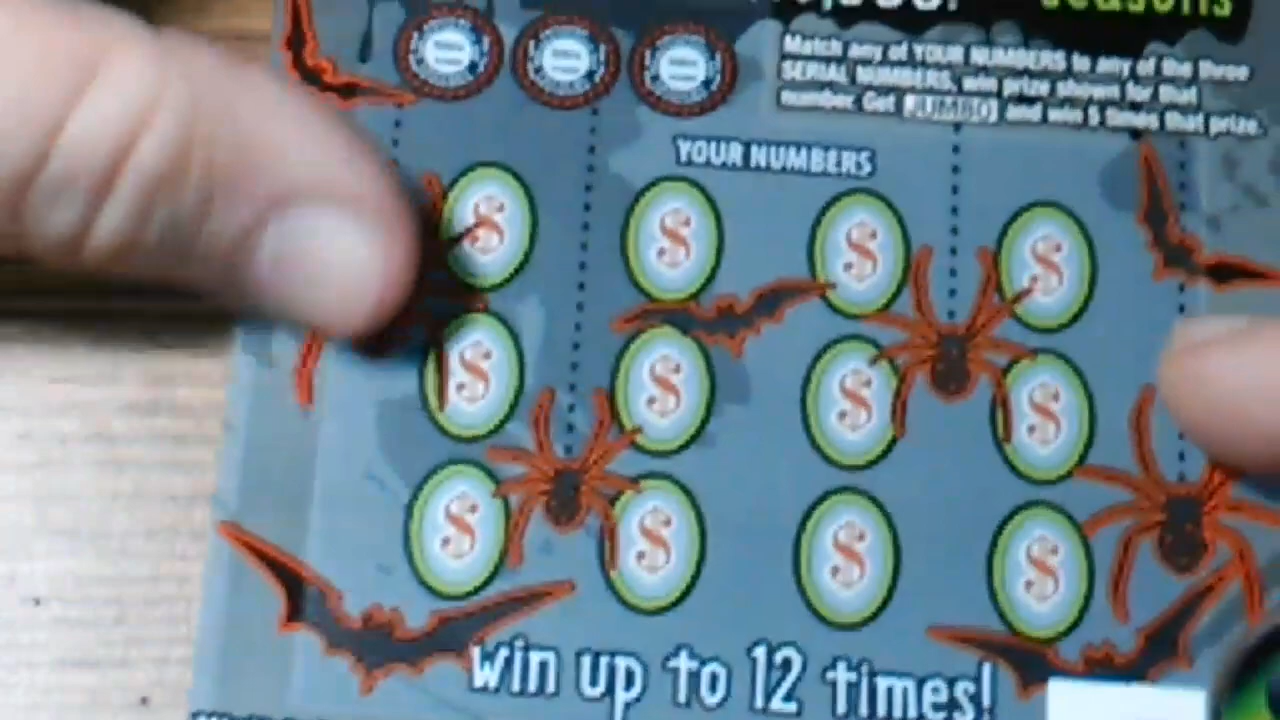 Match any of YOUR NUMBERS to any of the three
SERIAL NUMBERS, win prize shown for that
number. Get JUMBO and win 5 times that prize.
YOUR NUMBERS
$ $ $ $
$ $ $ $
$ $ $ $
win up to 12 times!